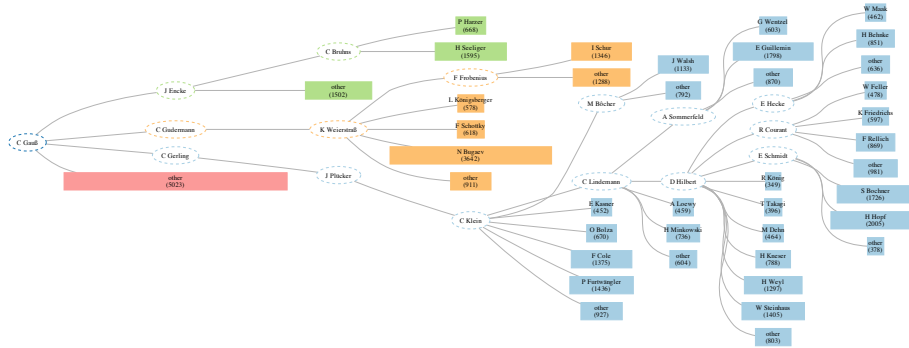 C Gauß
J Encke
C Gudermann
C Gerling
other
(5023)
C Bruhns
other
(1502)
K Weierstraß
J Plücker
P Harzer
(668)
H Seeliger
(1595)
F Frobenius
L Königsberger
(578)
F Schottky
(618)
N Bugaev
(3642)
other
(911)
C Klein
I Schur
(1346)
other
(1288)
M Bôcher
C Lindemann
E Kasner
(452)
O Bolza
(670)
F Cole
(1375)
P Furtwängler
(1436)
other
(927)
J Walsh
(1133)
other
(792)
A Sommerfeld
D Hilbert
A Loewy
(459)
H Minkowski
(736)
other
(604)
G Wentzel
(603)
E Guillemin
(1798)
other
(870)
E Hecke
R Courant
E Schmidt
R König
(349)
T Takagi
(396)
M Dehn
(464)
H Kneser
(788)
H Weyl
(1297)
W Steinhaus
(1405)
other
(803)
W Maak
(462)
H Behnke
(851)
other
(636)
W Feller
(478)
K Friedrichs
(597)
F Rellich
(869)
other
(981)
S Bochner
(1726)
H Hopf
(2005)
other
(378)